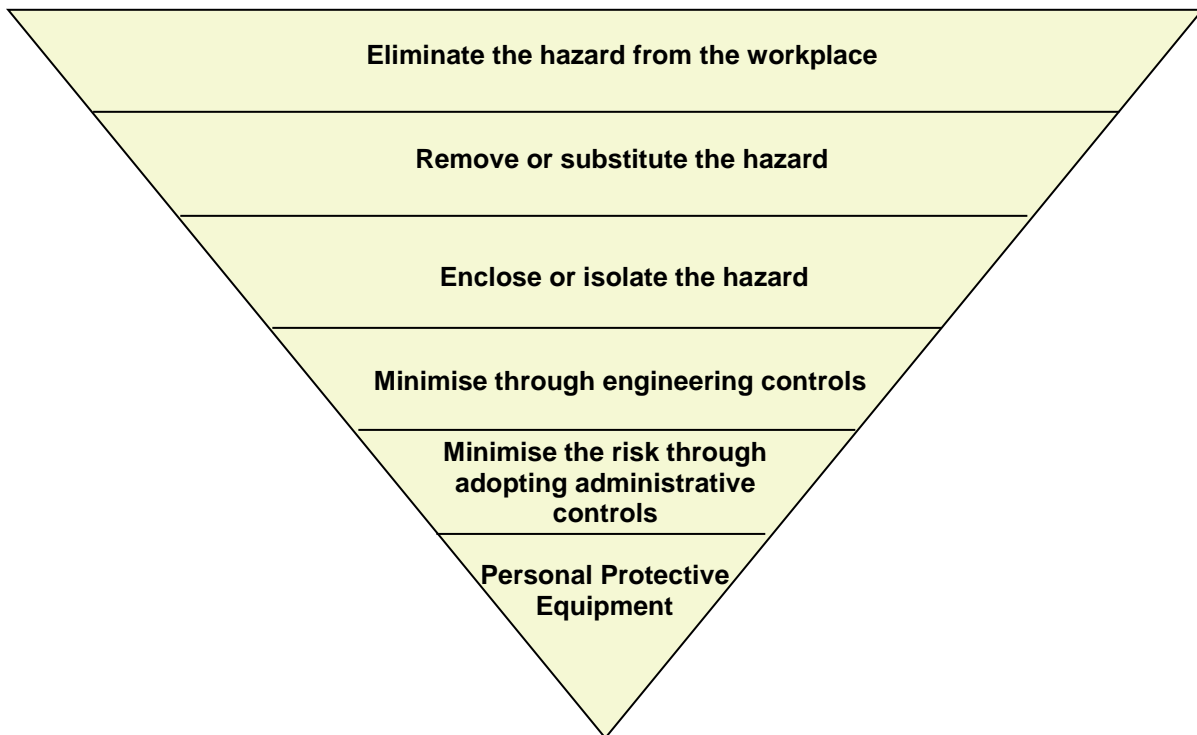 Eliminate the hazard from the workplace
Remove or substitute the hazard
Enclose or isolate the hazard
Minimise through engineering controls
Minimise the risk through
adopting administrative
controls
Personal Protective
Equipment